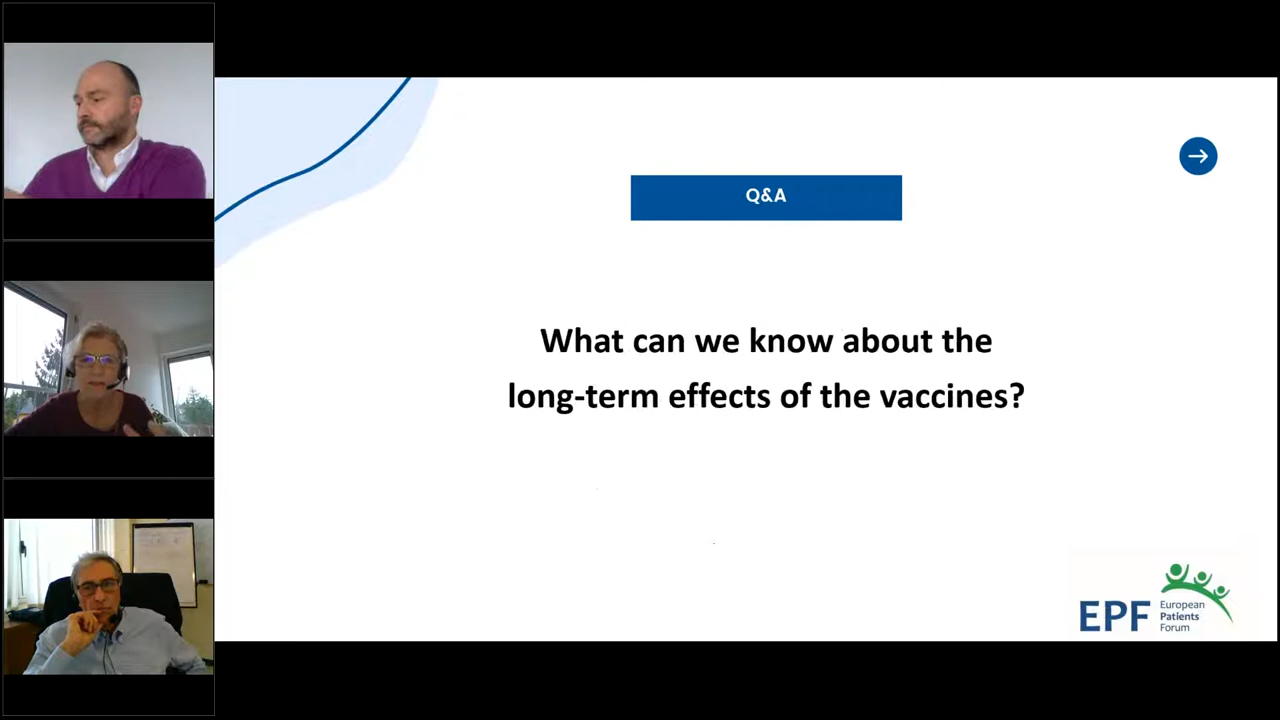 Q&A
What can we know about the
long-term effects of the vaccines?
EPF
European
Patients
Forum